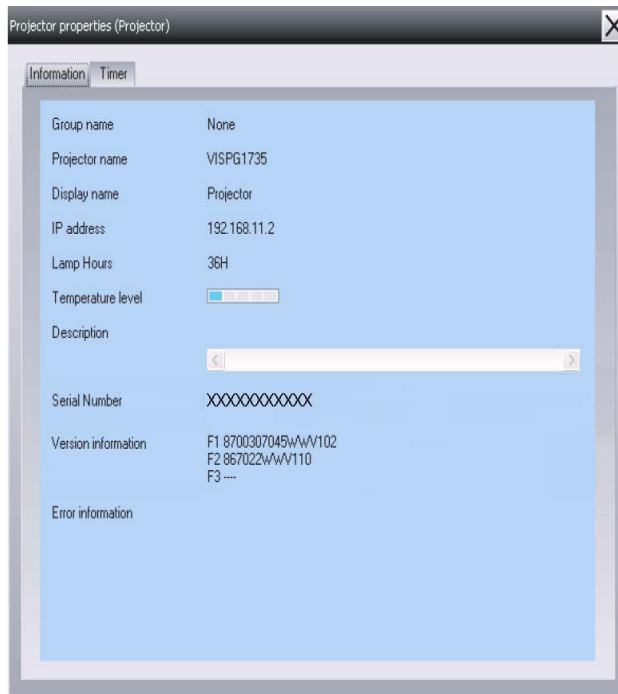 Projector properties (Projector)
Information Timer
Group name None
Projector name VISPG1735
Display name Projector
IP address 192.168.11.2
Lamp Hours 36H
Temperature level
Description
Serial Number XXXXXXXXXXX
Version information F1 8700307045WWV102
F2 867022WWV110
F3 ----
Error information